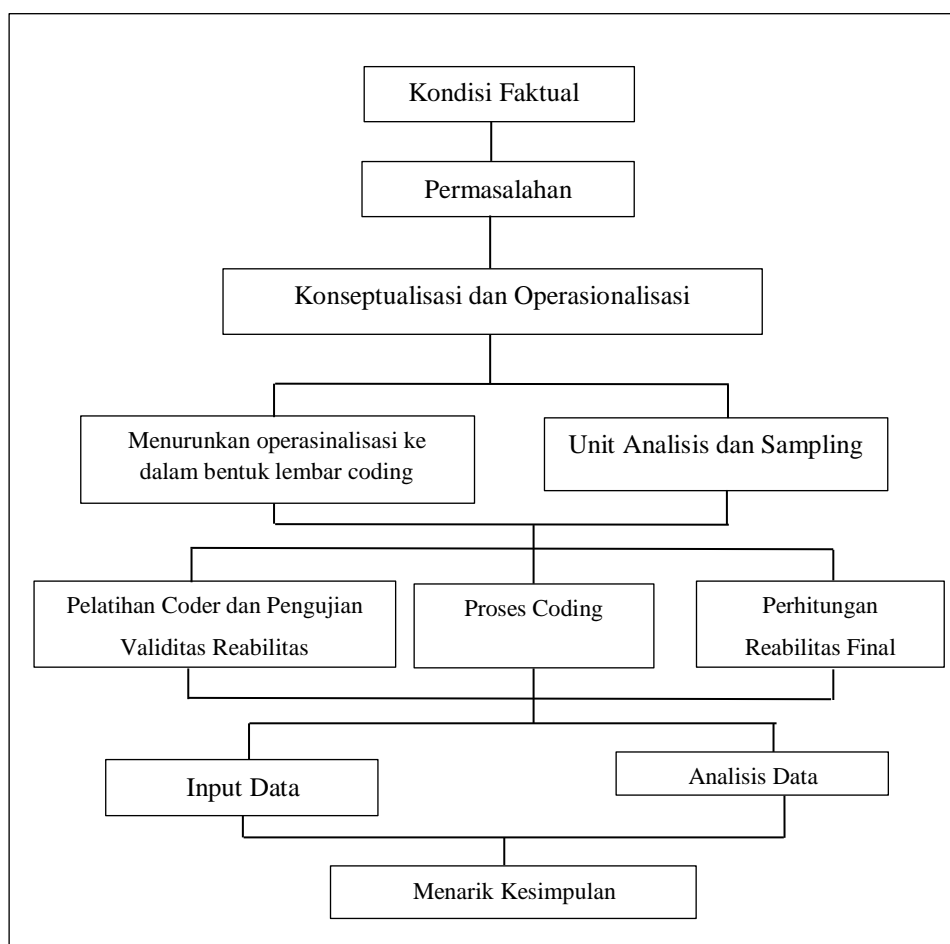 Kondisi Faktual
Permasalahan
Konseptualisasi dan Operasionalisasi
Menurunkan operasinalisasi ke
dalam bentuk lembar coding
Unit Analisis dan Sampling
Pelatihan Coder dan Pengujian
Validitas Reabilitas
Proses Coding
Perhitungan
Reabilitas Final
Input Data
Analisis Data
Menarik Kesimpulan